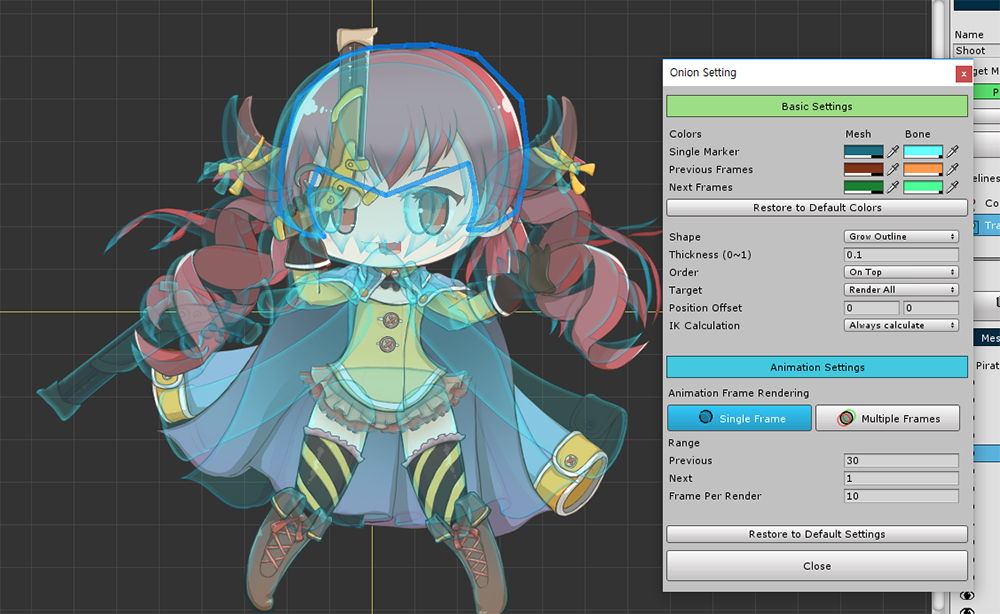 Name
Shoot
get M
P
Onion Setting
x
Basic Settings
Colors Mesh Bone
Single Marker
Previous Frames
Next Frames
Restore to Default Colors
Shape Grow Outline
Thickness (0~1) 0.1
Order On Top
Target Render All
Position Offset 0 0
IK Calculation Always calculate
Animation Settings
Animation Frame Rendering
Single Frame Multiple Frames
Range
Previous 30
Next 1
Frame Per Render 10
Restore to Default Settings
Close
elines
Co
Tra
Mes
Pirat